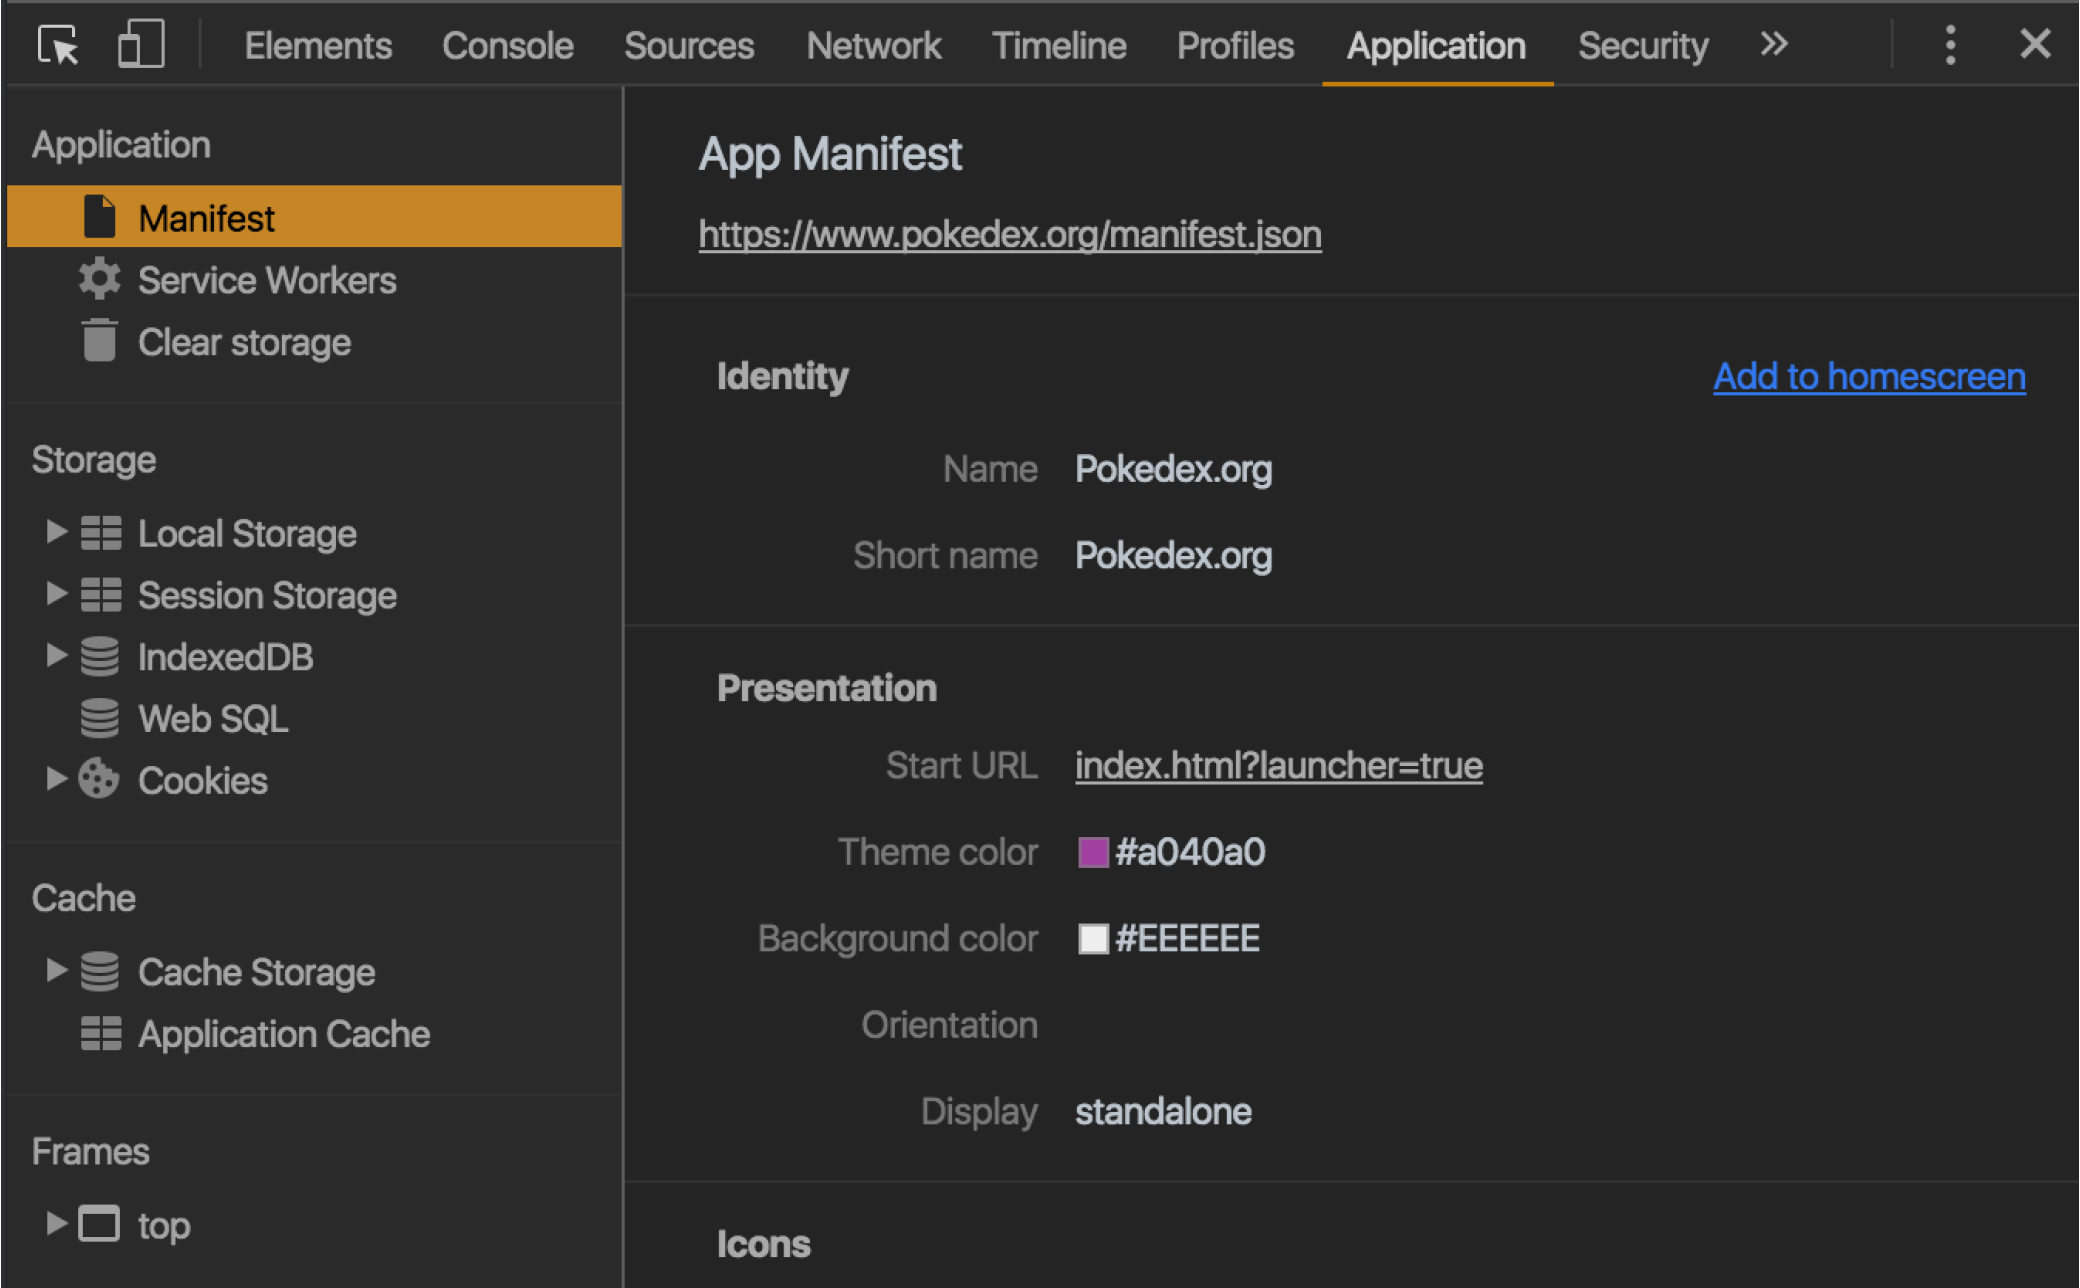 Elements Console Sources Network Timeline Profiles Application Security
Application
Manifest
Service Workers
Clear storage
Storage
Local Storage
Session Storage
IndexedDB
Web SQL
Cookies
Cache
Cache Storage
Application Cache
Frames
top
App Manifest
https://www.pokedex.org/manifest.json
Identity
Add to homescreen
Name Pokedex.org
Short name Pokedex.org
Presentation
Start URL index.html?launcher=true
Theme color #a040a0
Background color #EEEEEE
Orientation
Display standalone
Icons